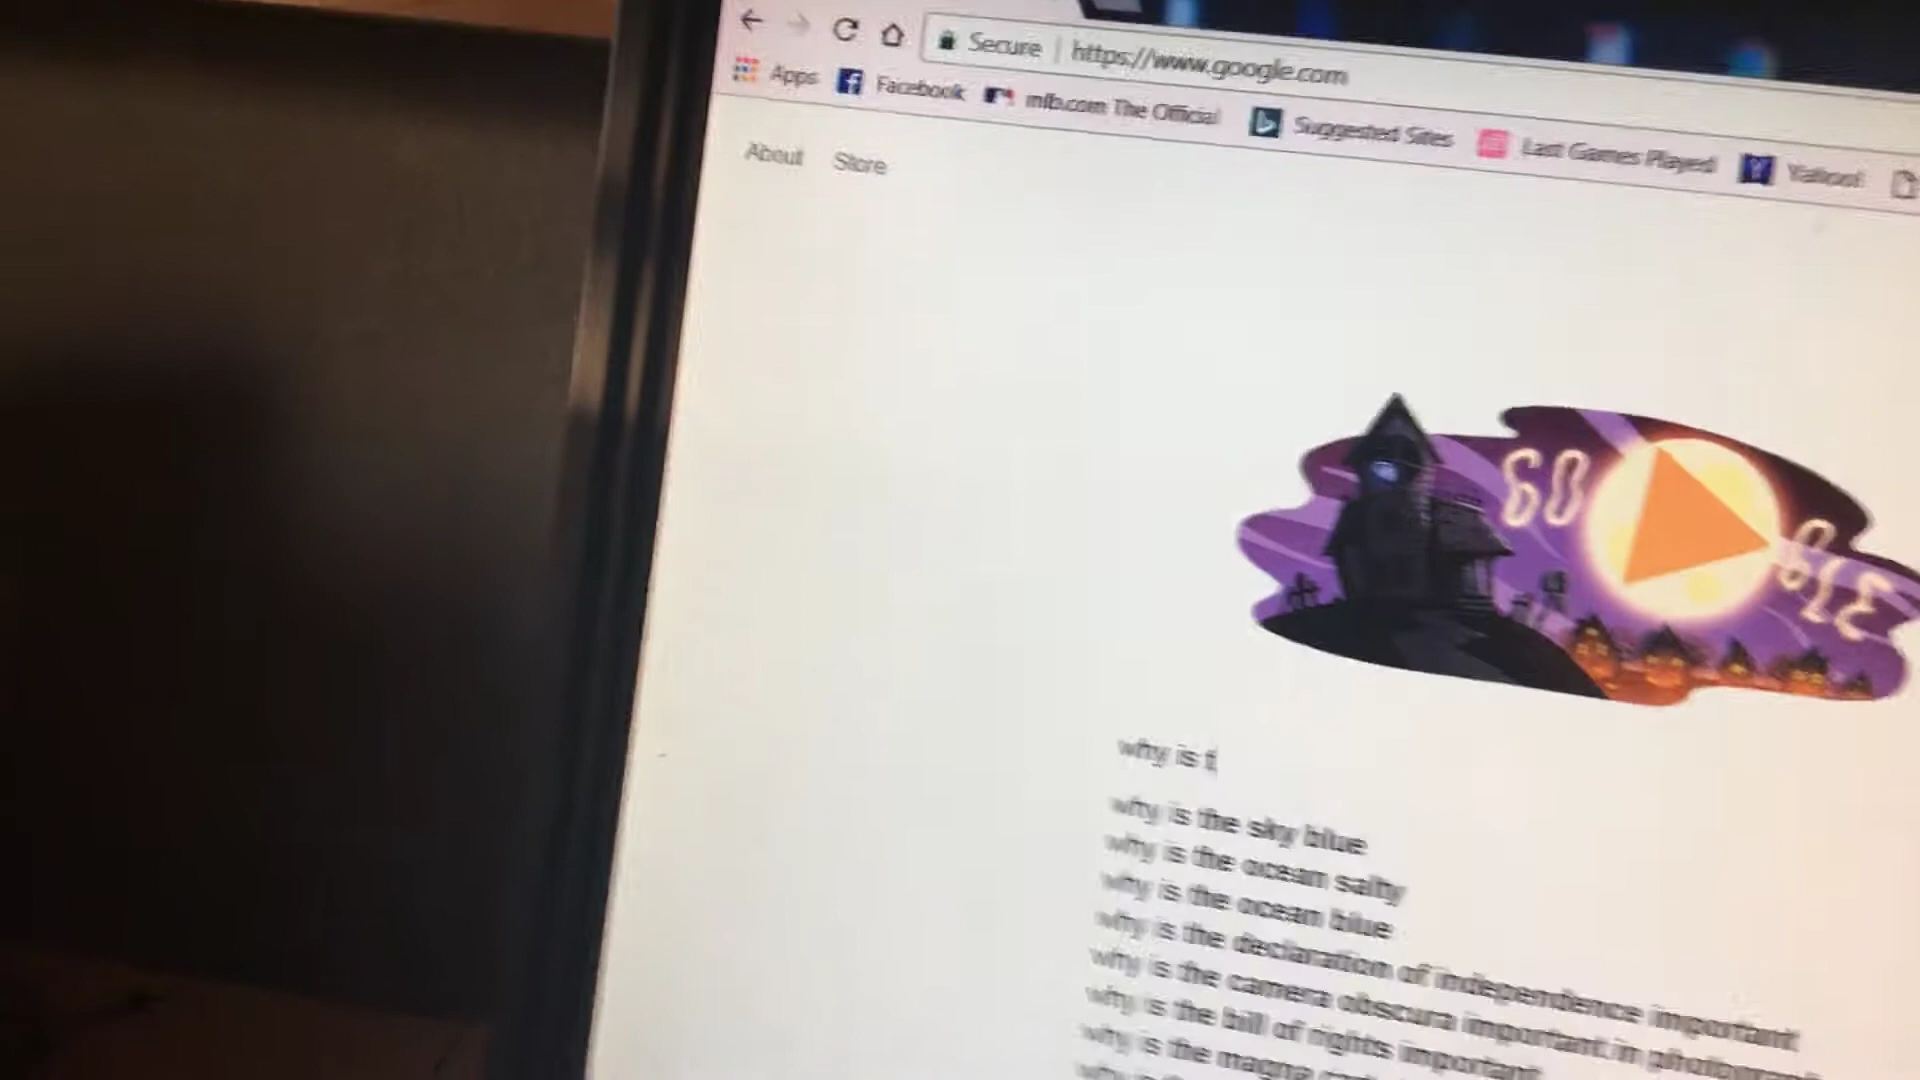 Secure | https://www.google.com
Apps Facebook mlb.com The Official Suggested Sites Last Games Played Yahoo!
About Store
why is t
why is the sky blue
why is the ocean salty
why is the ocean blue
why is the declaration of independence important
why is the camera obscura important in
why is the bill of rights important
why is the magna